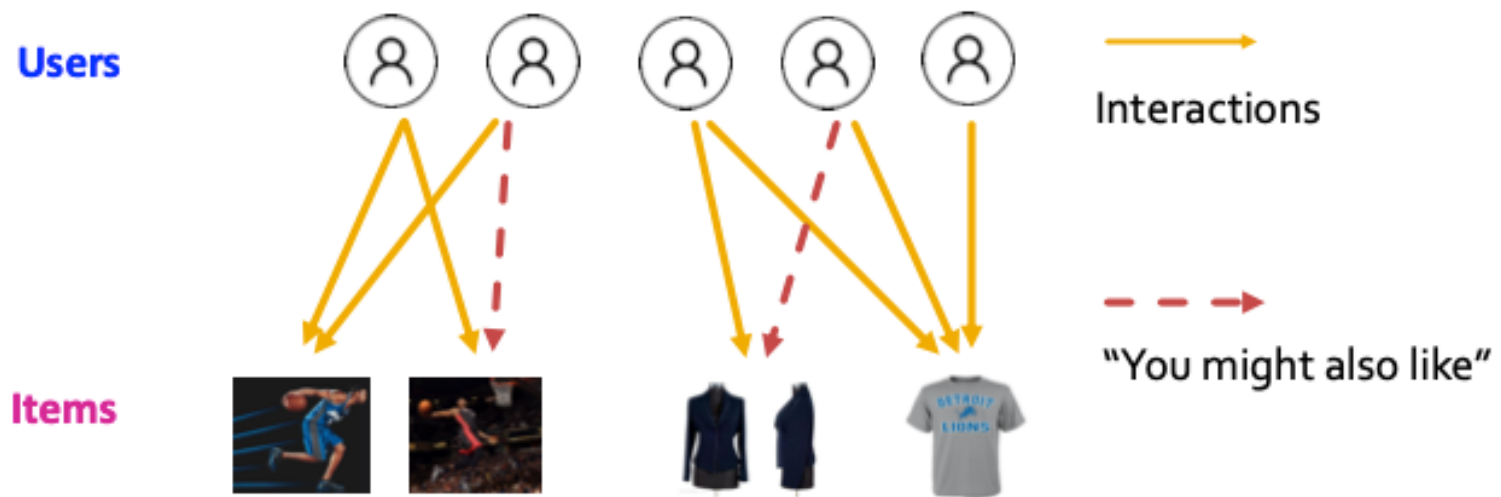 Users
Interactions
“You might also like”
Items
DETROIT
LIONS